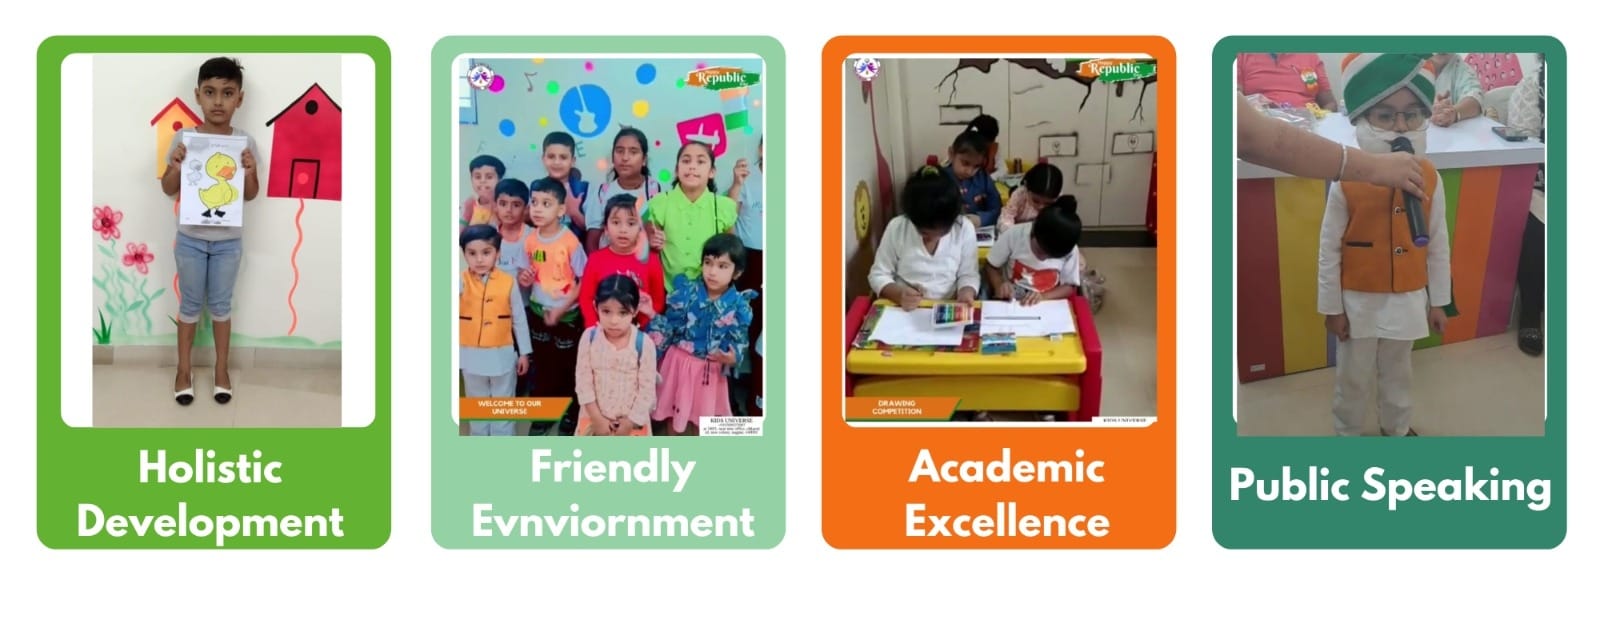 Holistic
Development
Republic
WELCOME TO OUR
UNIVERSE
KIDS UNIVERSE
Friendly
Evnviornment
Republic
DRAWING
COMPETITION
KIDS UNIVERSE
Academic
Excellence
Public Speaking